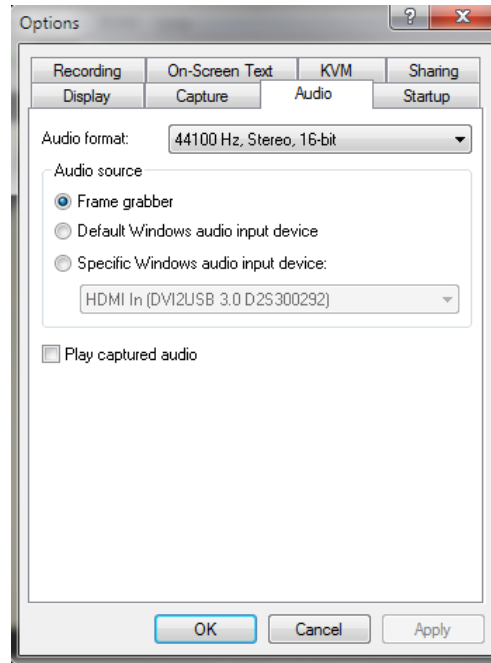 Options
Recording On-Screen Text KVM Sharing
Display Capture Audio Startup
Audio format: 44100 Hz, Stereo, 16-bit
Audio source
Frame grabber
Default Windows audio input device
Specific Windows audio input device:
HDMI In (DVI2USB 3.0 D2S300292)
Play captured audio
OK Cancel Apply